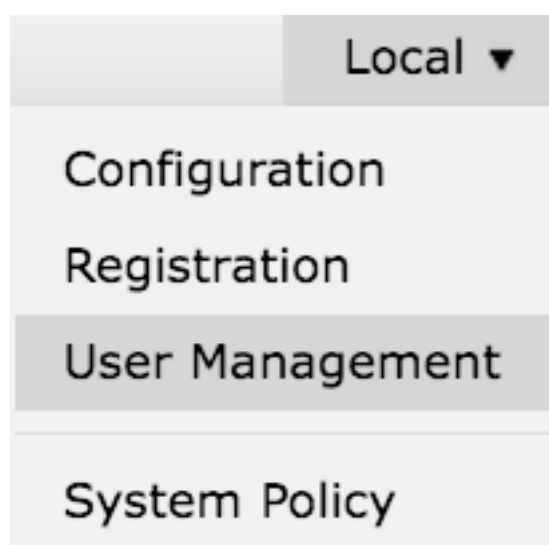 Local ▼
Configuration
Registration
User Management
System Policy